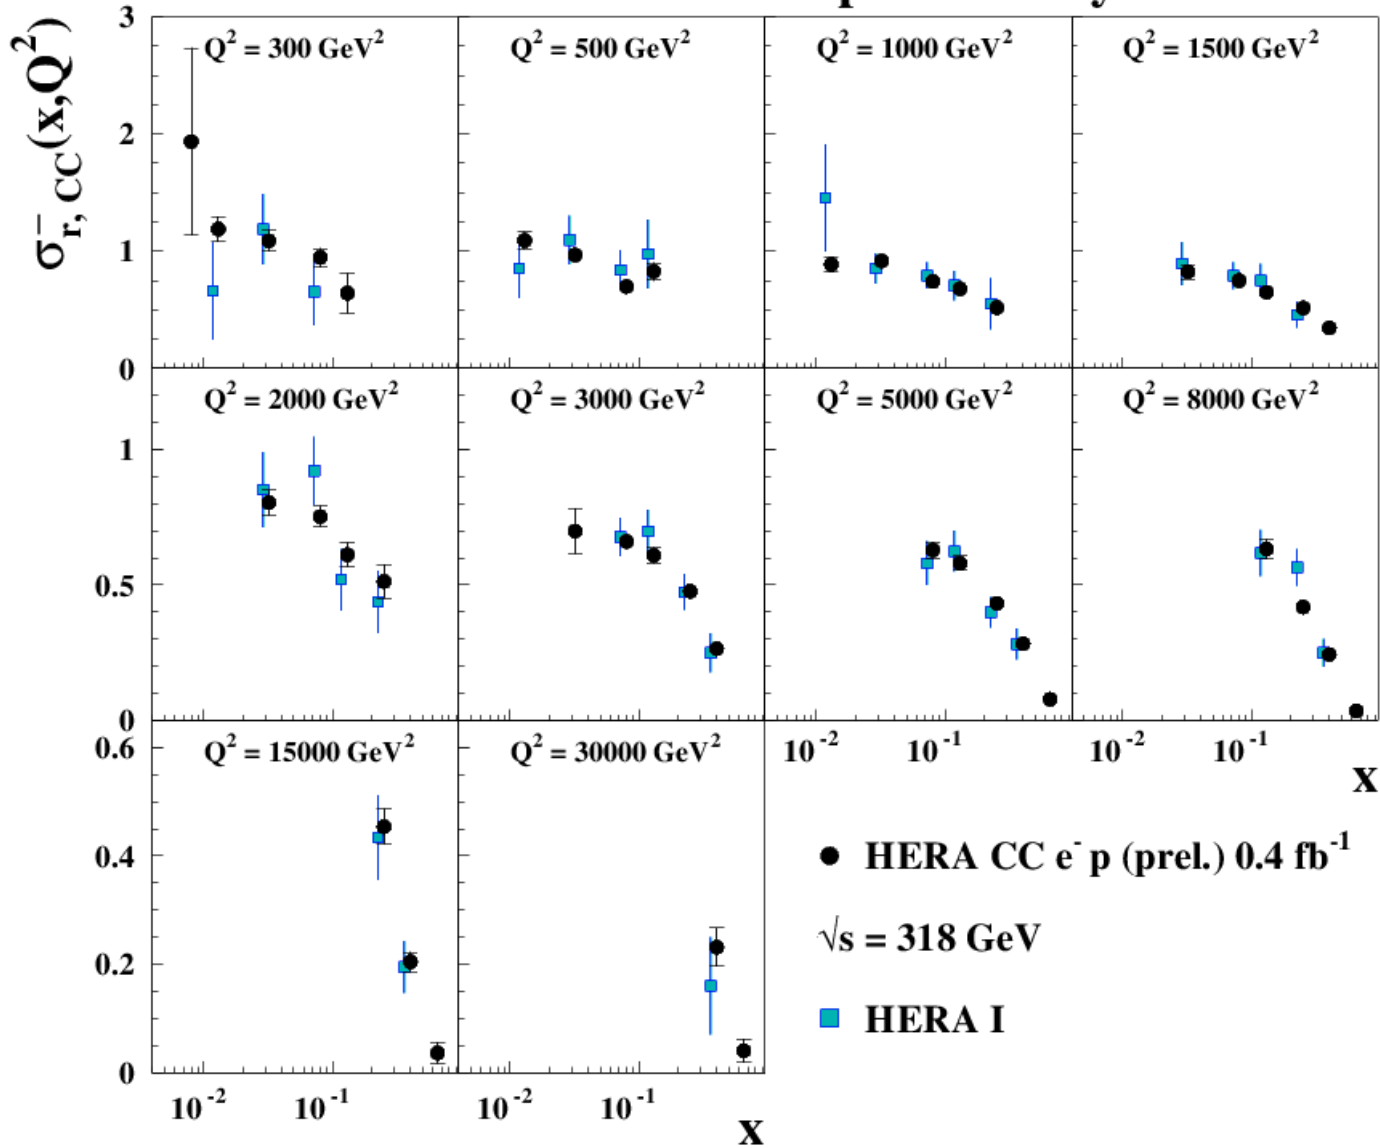 3
Q² = 300 GeV²
Q² = 500 GeV²
Q² = 1000 GeV²
Q² = 1500 GeV²
σ⁻r, CC(x,Q²)
2
1
0
Q² = 2000 GeV²
Q² = 3000 GeV²
Q² = 5000 GeV²
Q² = 8000 GeV²
1
0.5
0
10⁻² 10⁻¹
10⁻² 10⁻¹
x
0.6
Q² = 15000 GeV²
Q² = 30000 GeV²
0.4
0.2
0
HERA CC e⁻p (prel.) 0.4 fb⁻¹
√s = 318 GeV
HERA I
10⁻² 10⁻¹
10⁻² 10⁻¹
x